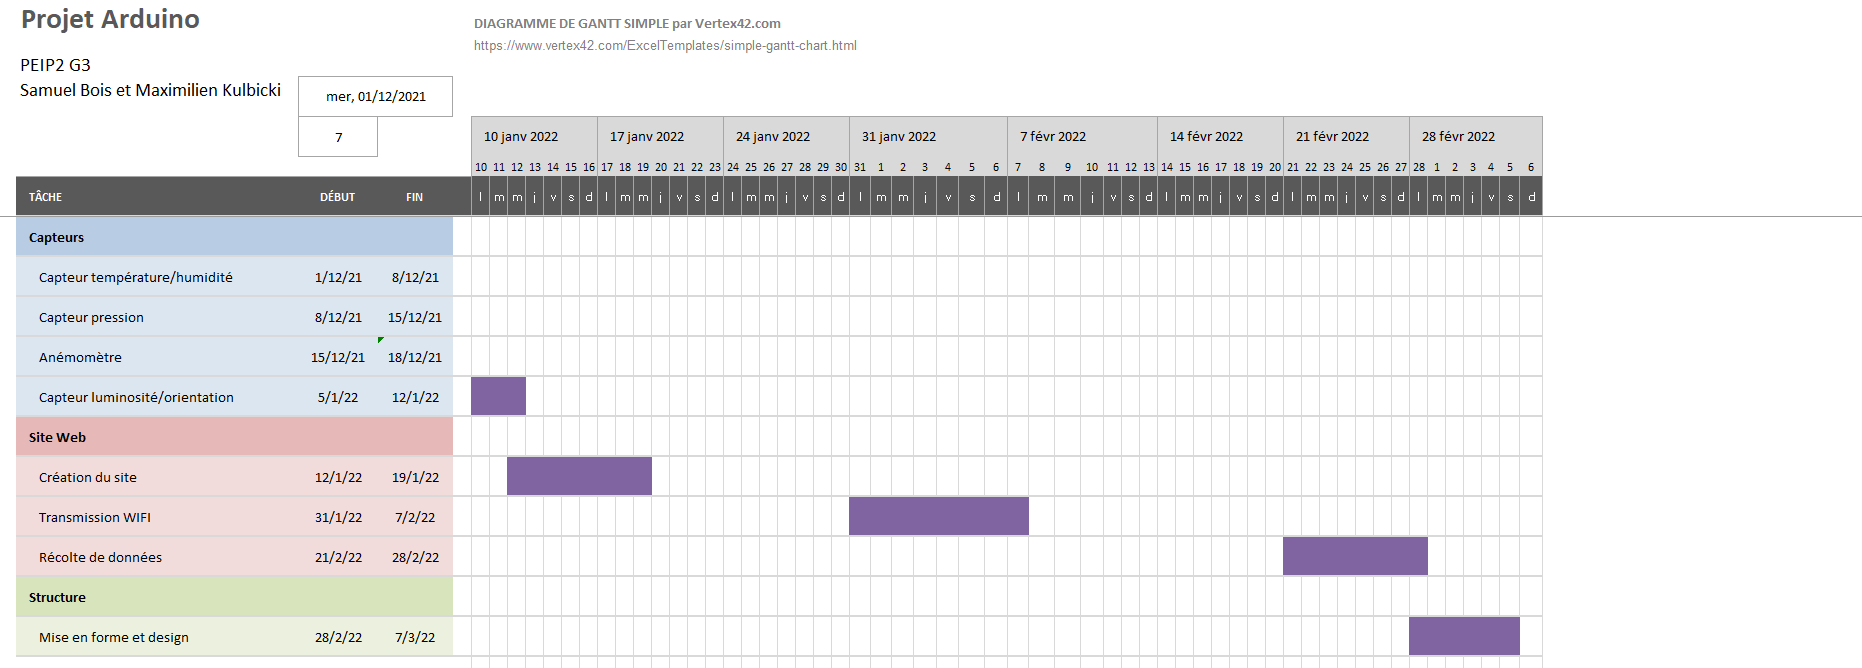 Projet Arduino
DIAGRAMME DE GANTT SIMPLE par Vertex42.com
https://www.vertex42.com/ExcelTemplates/simple-gantt-chart.html
PEIP2 G3
Samuel Bois et Maximilien Kulbicki
mer, 01/12/2021
7
10 janv 2022 17 janv 2022 24 janv 2022 31 janv 2022 7 févr 2022 14 févr 2022 21 févr 2022 28 févr 2022
10 11 12 13 14 15 16 17 18 19 20 21 22 23 24 25 26 27 28 29 30 31 1 2 3 4 5 6 7 8 9 10 11 12 13 14 15 16 17 18 19 20 21 22 23 24 25 26 27 28 1 2 3 4 5 6
TÂCHE DÉBUT FIN l m m j v s d l m m j v s d l m m j v s d l m m j v s d l m m j v s d l m m j v s d l m m j v s d l m m j v s d
Capteurs
Capteur température/humidité 1/12/21 8/12/21
Capteur pression 8/12/21 15/12/21
Anémomètre 15/12/21 18/12/21
Capteur luminosité/orientation 5/1/22 12/1/22
Site Web
Création du site 12/1/22 19/1/22
Transmission WIFI 31/1/22 7/2/22
Récolte de données 21/2/22 28/2/22
Structure
Mise en forme et design 28/2/22 7/3/22